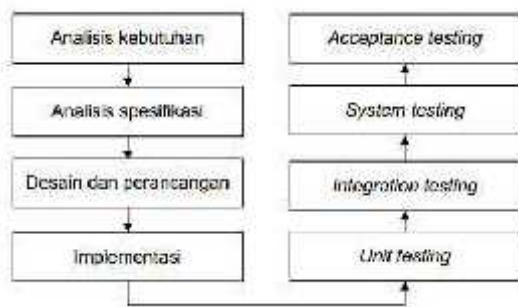 Analisis kebutuhan
Analisis spesifikasi
Desain dan perancangan
Implementasi
Unit testing
Integration testing
System testing
Acceptance testing